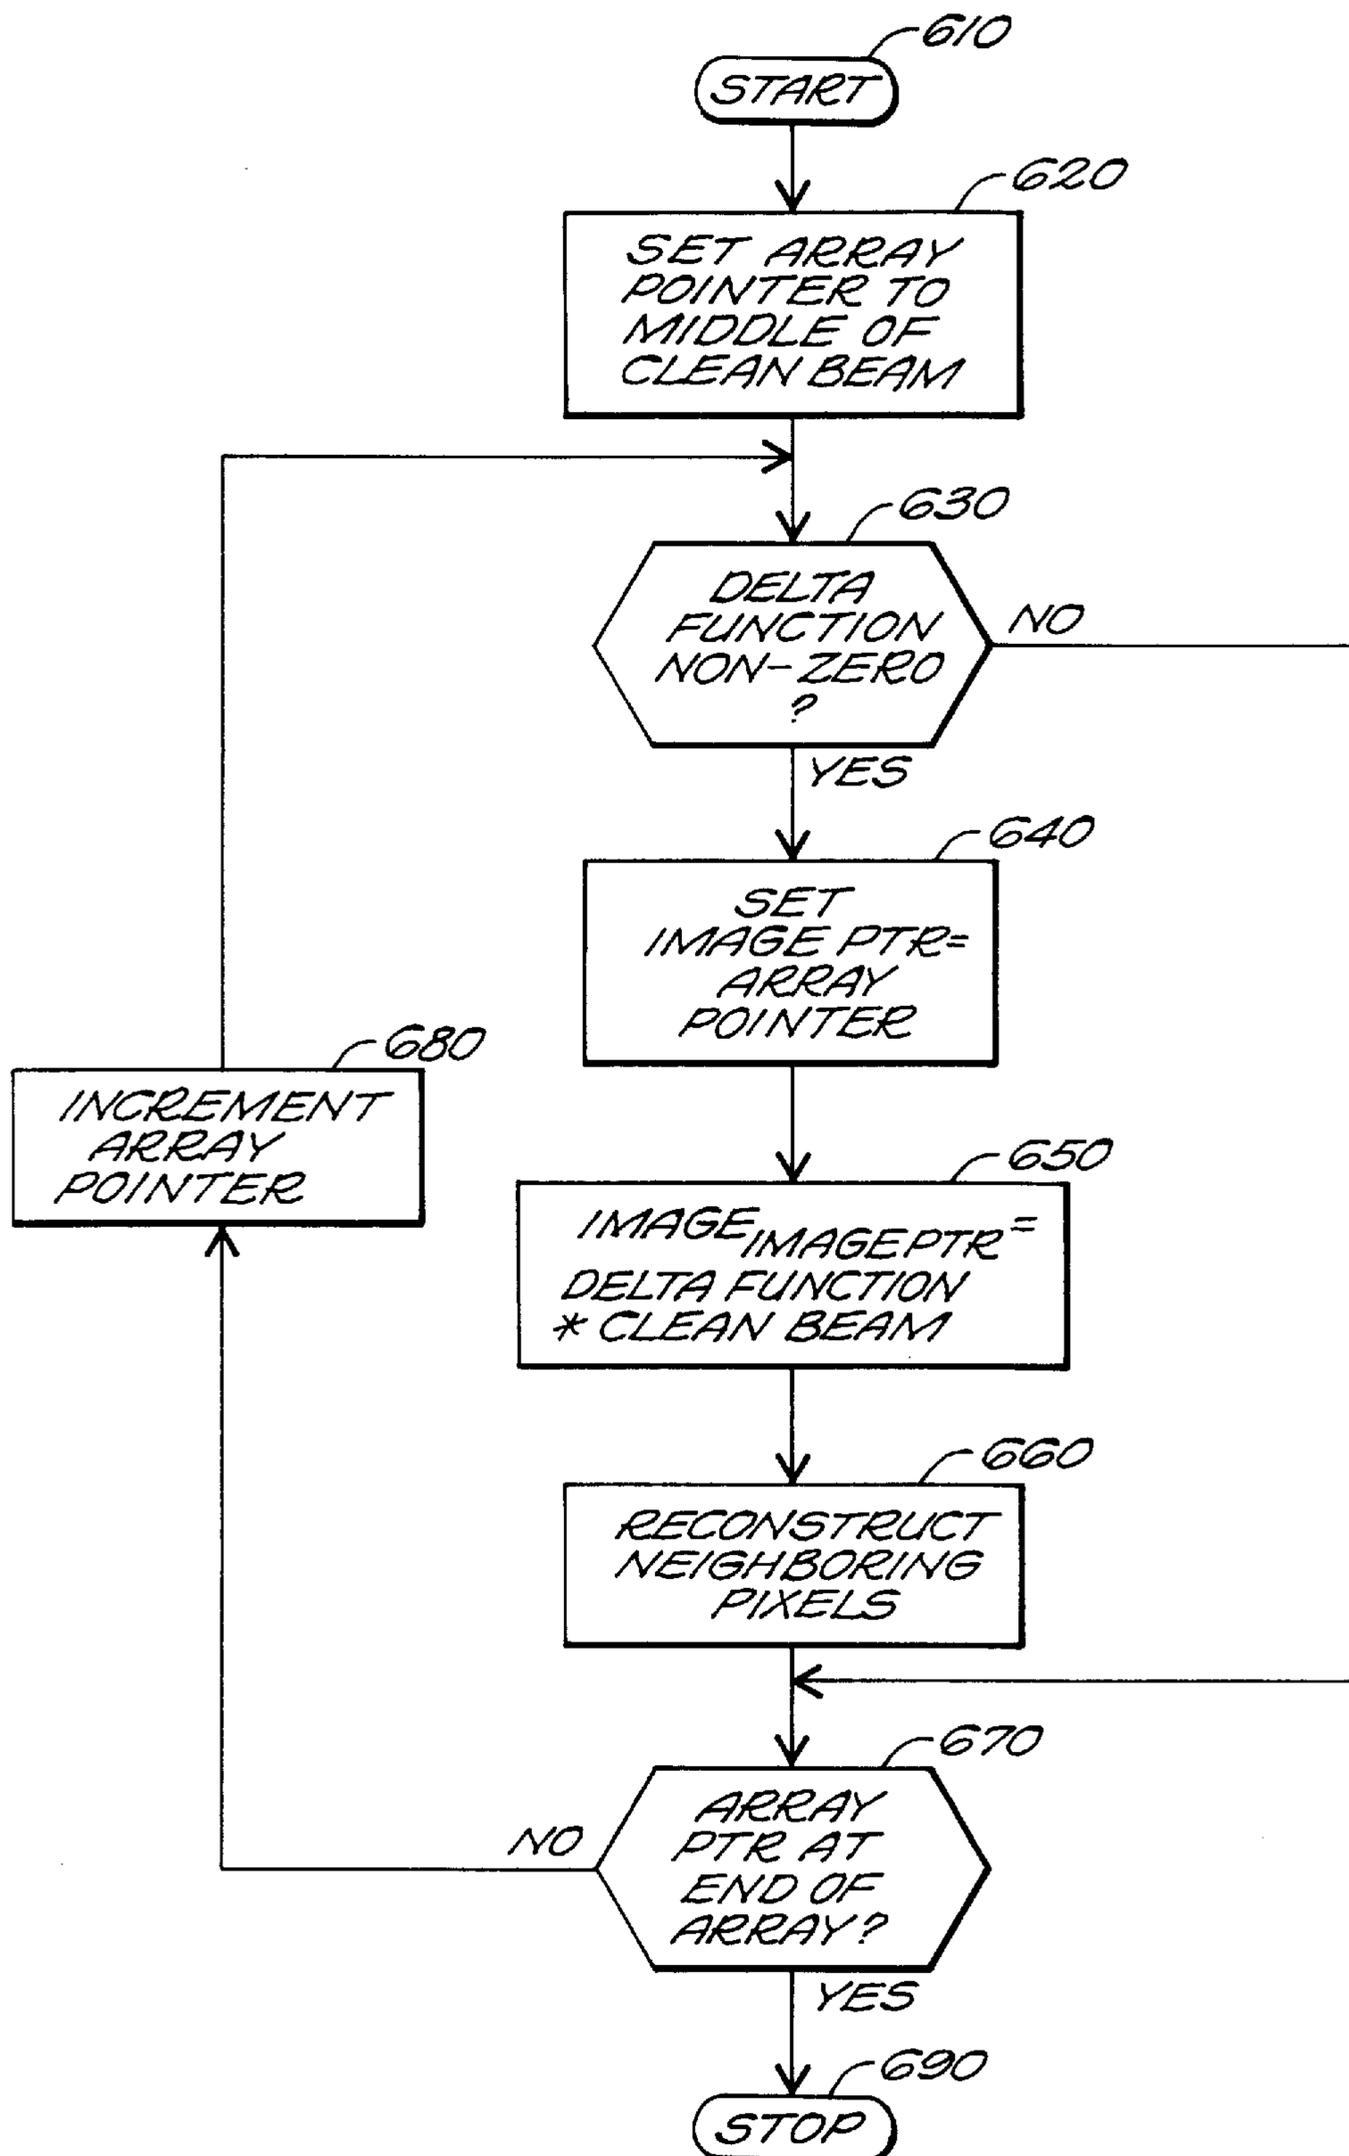 610
START
620
SET ARRAY
POINTER TO
MIDDLE OF
CLEAN BEAM
630
DELTA
FUNCTION
NON-ZERO
?
NO
YES
640
SET
IMAGE PTR=
ARRAY
POINTER
680
INCREMENT
ARRAY
POINTER
650
IMAGE IMAGEPTR =
DELTA FUNCTION
* CLEAN BEAM
660
RECONSTRUCT
NEIGHBORING
PIXELS
670
ARRAY
PTR AT
END OF
ARRAY?
NO
YES
690
STOP